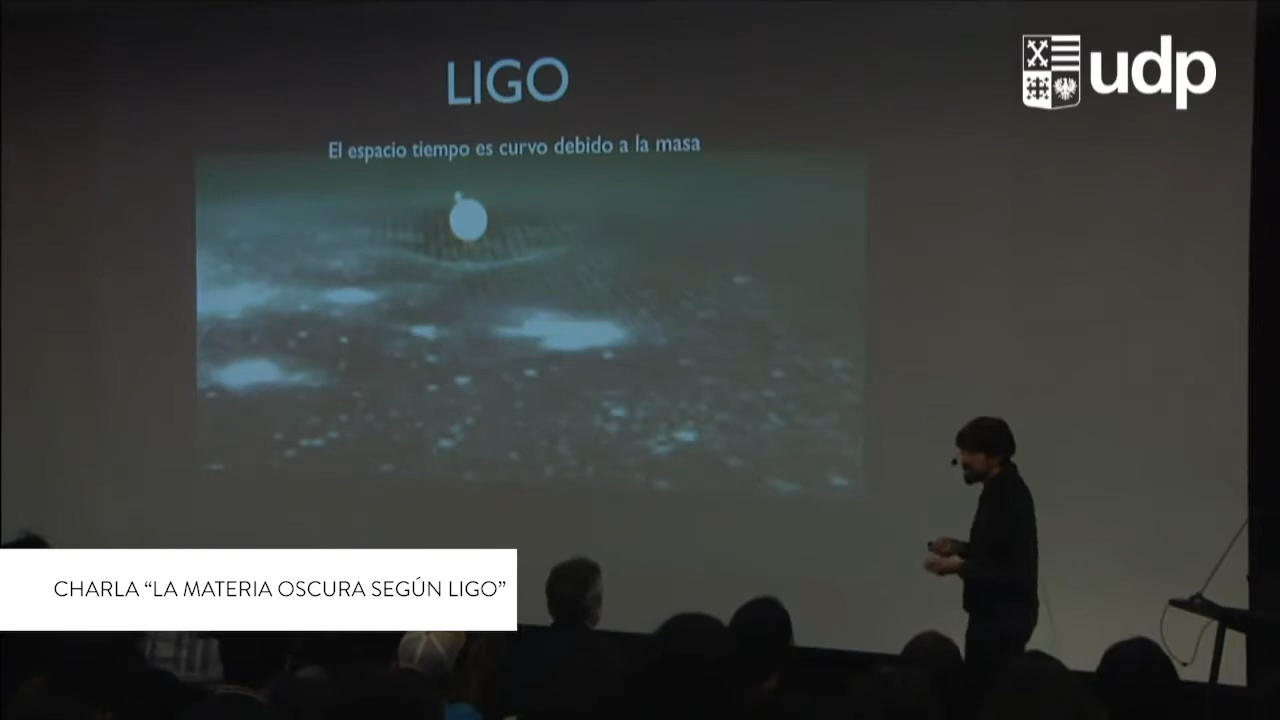 LIGO
udp
El espacio tiempo es curvo debido a la masa
CHARLA “LA MATERIA OSCURA SEGÚN LIGO”